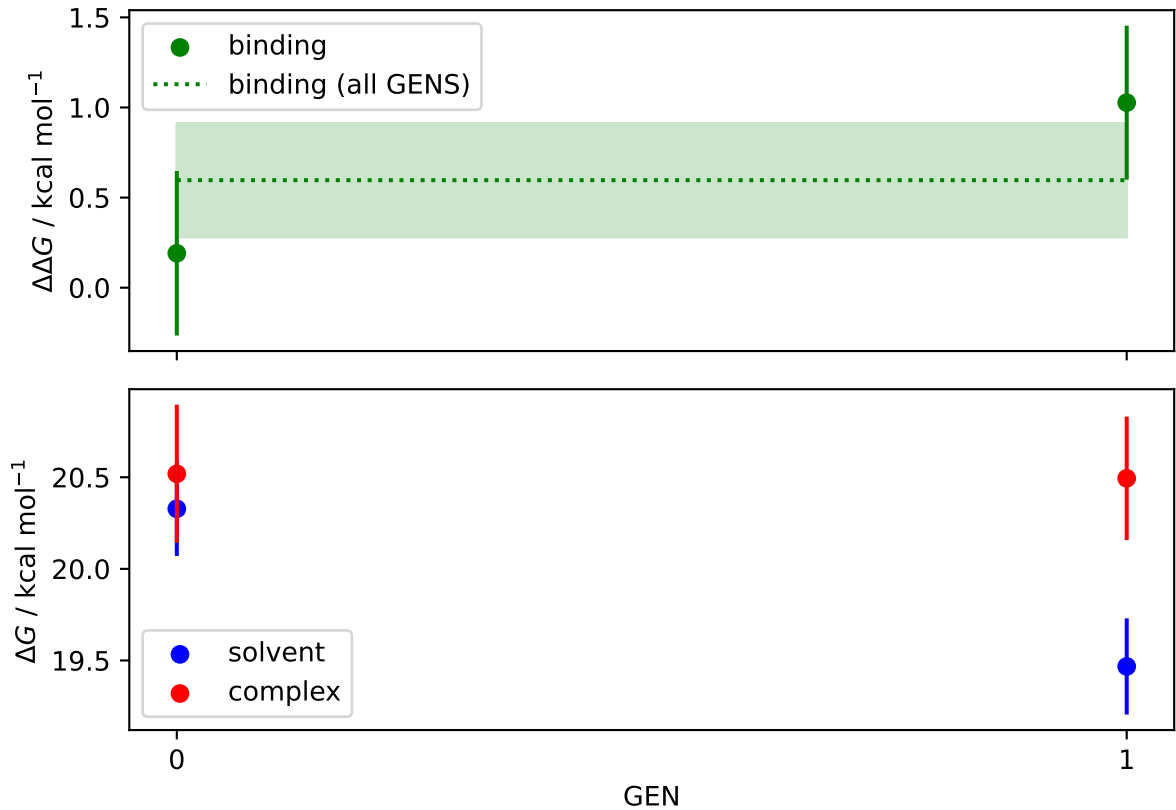 1.5
1.0
0.5
0.0
ΔΔG / kcal mol⁻¹
binding
binding (all GENS)
20.5
20.0
19.5
ΔG / kcal mol⁻¹
solvent
complex
0
1
GEN